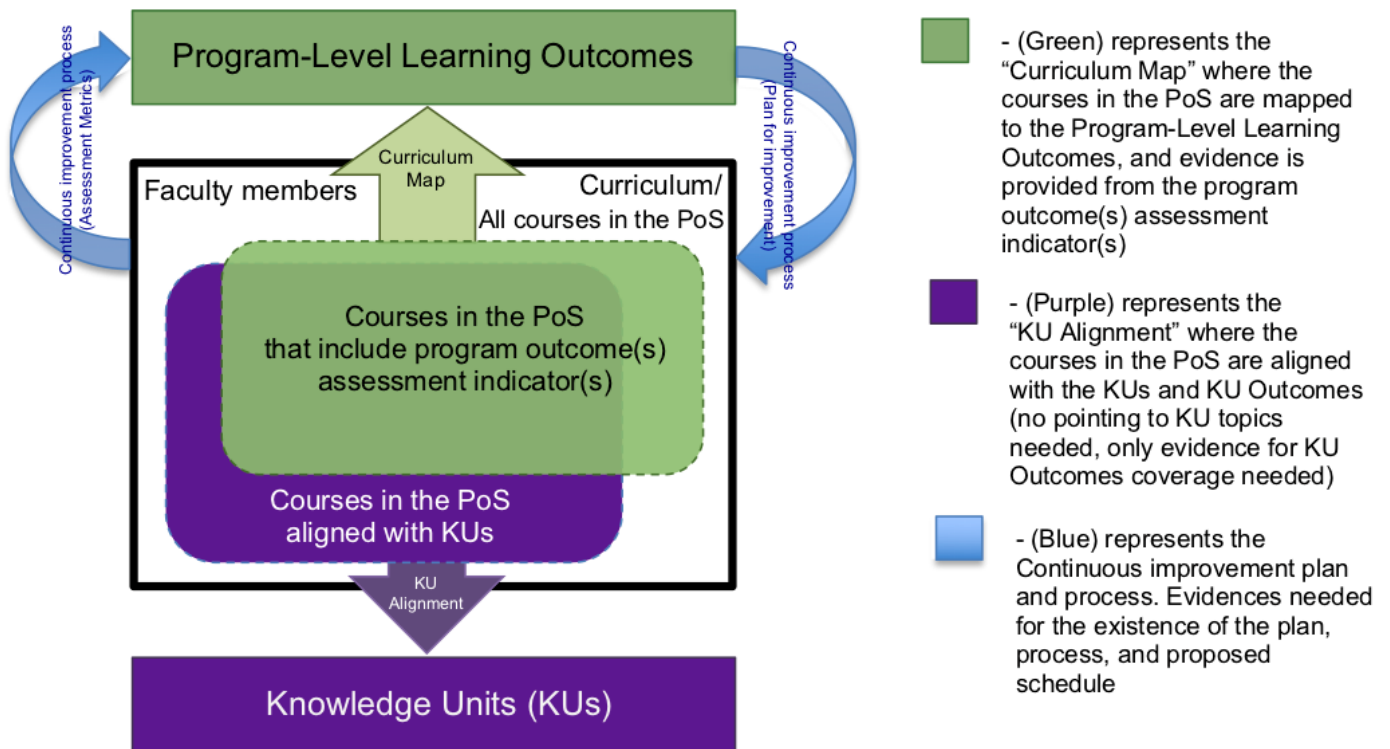 Program-Level Learning Outcomes
Continuous improvement process
(Assessment Metrics)
Continuous improvement process
(Plan for improvement)
Curriculum
Map
Faculty members
Curriculum/
All courses in the PoS
Courses in the PoS
that include program outcome(s)
assessment indicator(s)
Courses in the PoS
aligned with KUs
KU
Alignment
Knowledge Units (KUs)
- (Green) represents the
“Curriculum Map” where the
courses in the PoS are mapped
to the Program-Level Learning
Outcomes, and evidence is
provided from the program
outcome(s) assessment
indicator(s)
- (Purple) represents the
“KU Alignment” where the
courses in the PoS are aligned
with the KUs and KU Outcomes
(no pointing to KU topics
needed, only evidence for KU
Outcomes coverage needed)
- (Blue) represents the
Continuous improvement plan
and process. Evidences needed
for the existence of the plan,
process, and proposed
schedule